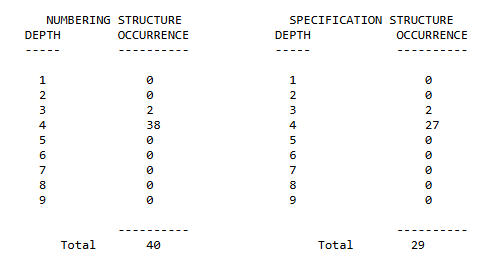 NUMBERING STRUCTURE SPECIFICATION STRUCTURE
DEPTH OCCURRENCE DEPTH OCCURRENCE
----- ---------- ----- ----------
1 0 1 0
2 0 2 0
3 2 3 2
4 38 4 27
5 0 5 0
6 0 6 0
7 0 7 0
8 0 8 0
9 0 9 0
---------- ----------
Total 40 Total 29